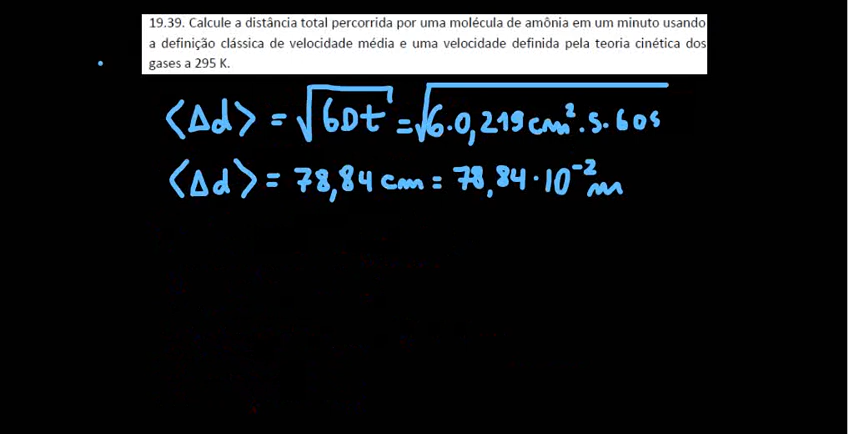 19.39. Calcule a distância total percorrida por uma molécula de amônia em um minuto usando
a definição clássica de velocidade média e uma velocidade definida pela teoria cinética dos
gases a 295 K.
⟨Δd⟩ = √6Dt = √6·0,219cm²·s·60s
⟨Δd⟩ = 78,84 cm = 78,84·10⁻² m